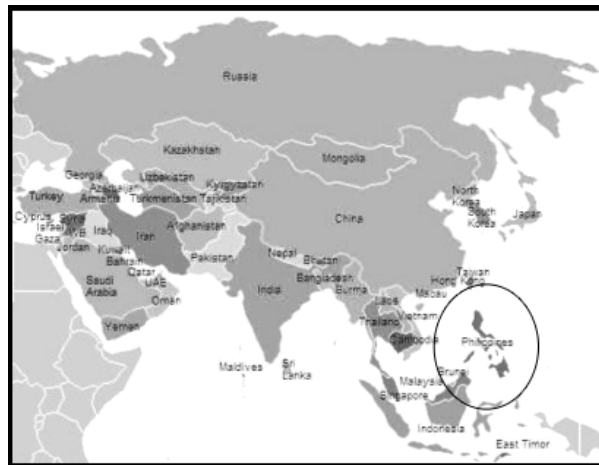 Russia
Kazakhstan
Mongolia
Georgia
Uzbekistan
Kyrgyzstan
Azerbaijan
Armenia
Turkmenistan
Tajikistan
Turkey
North
Korea
South
Korea
Japan
China
Cyprus
Syria
Israel
W.B
Gaza
Jordan
Iraq
Iran
Afghanistan
Kuwait
Bahrain
Pakistan
Nepal
Bhutan
Qatar
UAE
Saudi
Arabia
Oman
Bangladesh
India
Burma
Taiwan
Hong Kong
Macau
Laos
Yemen
Thailand
Vietnam
Cambodia
Philippines
Maldives
Sri
Lanka
Brunei
Malaysia
Singapore
Indonesia
East Timor